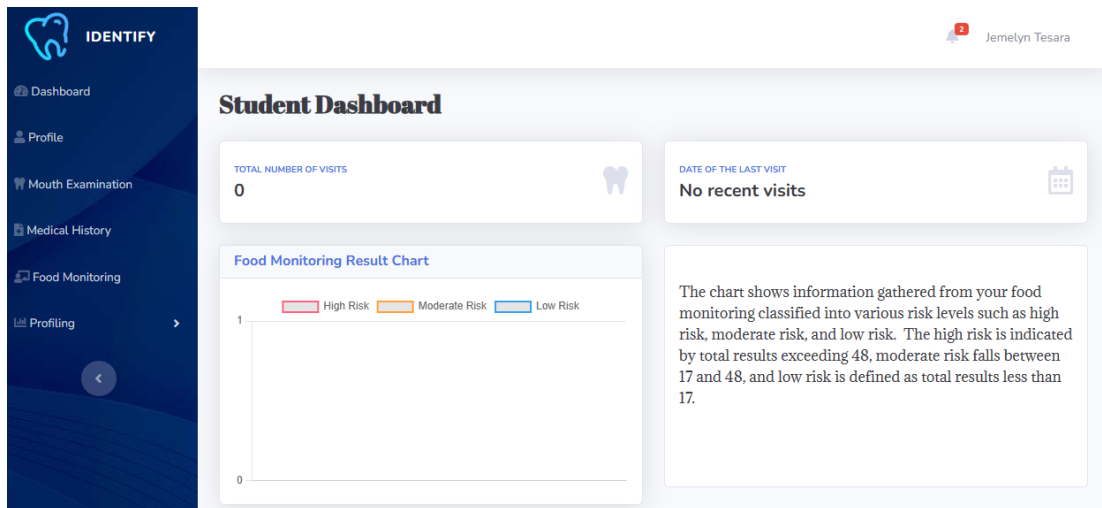 IDENTIFY
2
Jemelyn Tesara
Dashboard
Profile
Mouth Examination
Medical History
Food Monitoring
Profiling
Student Dashboard
TOTAL NUMBER OF VISITS
0
DATE OF THE LAST VISIT
No recent visits
Food Monitoring Result Chart
High Risk Moderate Risk Low Risk
1
0
The chart shows information gathered from your food
monitoring classified into various risk levels such as high
risk, moderate risk, and low risk. The high risk is indicated
by total results exceeding 48, moderate risk falls between
17 and 48, and low risk is defined as total results less than
17.